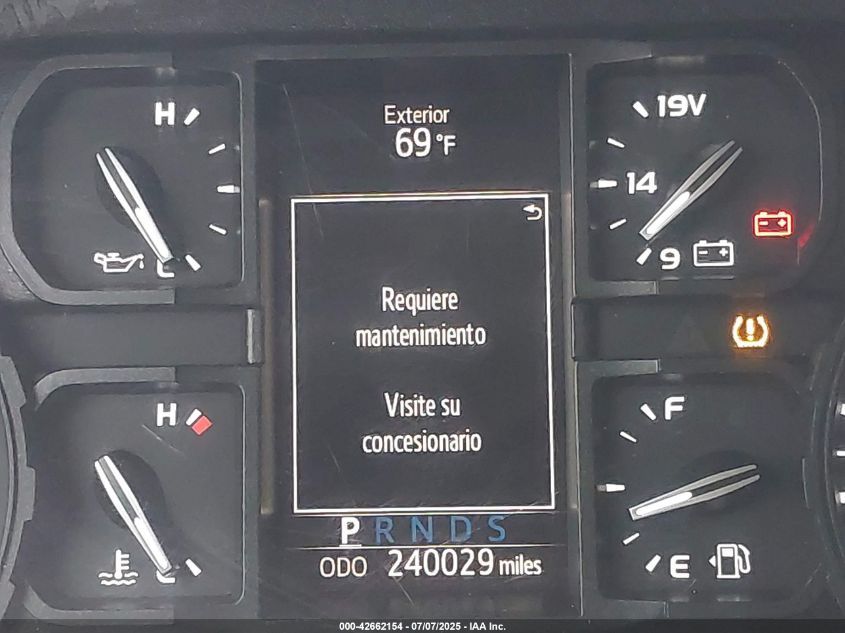 H
C
Exterior
69°F
19V
14
9
Requiere
mantenimiento
Visite su
concesionario
H
C
F
E
P R N D S
ODO 240029 miles
000-42662154 - 07/07/2025 - IAA Inc.